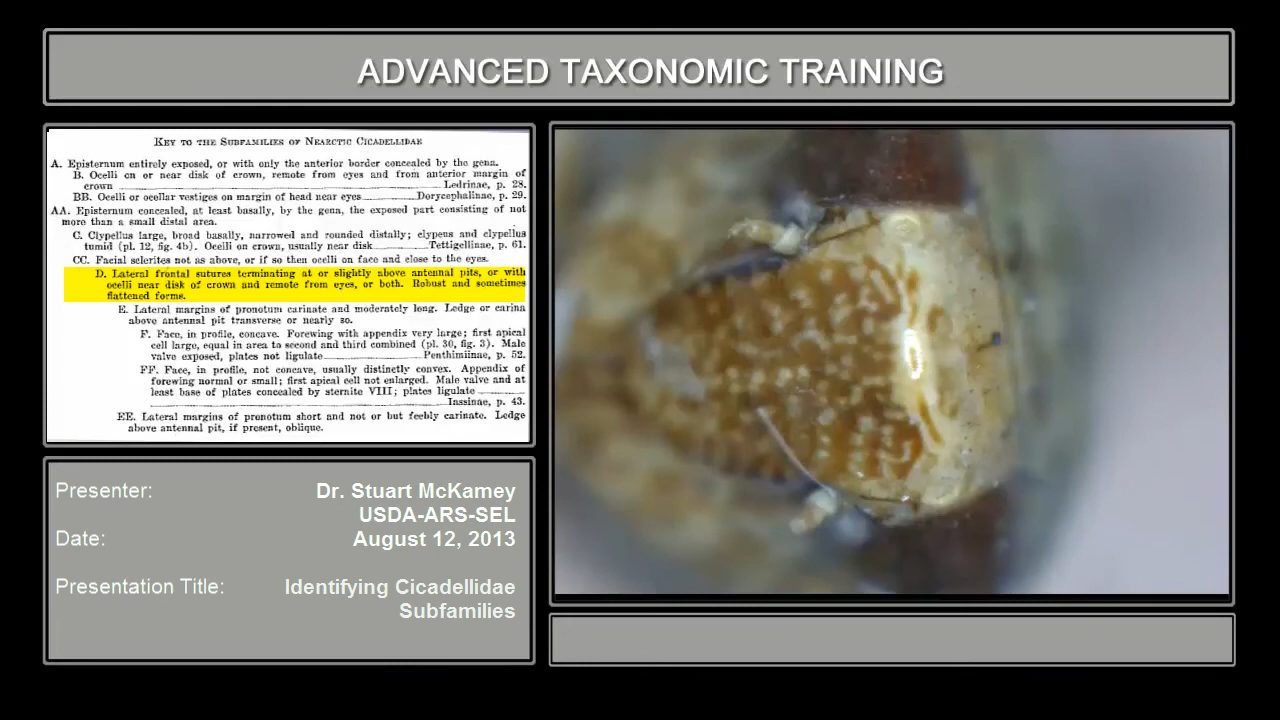 ADVANCED TAXONOMIC TRAINING
KEY TO THE SUBFAMILIES OF NEARCTIC CICADELLIDAE
A. Episternum entirely exposed, or with only the anterior border concealed by the gena.
B. Ocelli on or near disk of crown, remote from eyes and from anterior margin of
crown ____________ Ledrinae, p. 28.
BB. Ocelli or ocellar vestiges on margin of head near eyes____________Dorycephalinae, p. 29.
AA. Episternum concealed, at least basally, by the gena, the exposed part consisting of not
more than a small distal area.
C. Clypellus large, broad basally, narrowed and rounded distally; clypeus and clypellus
tumid (pl. 12, fig. 4b). Ocelli on crown, usually near disk____________Tettigellinae, p. 61.
CC. Facial sclerites not as above, or if so then ocelli on face and close to the eyes.
D. Lateral frontal sutures terminating at or slightly above antennal pits, or with
ocelli near disk of crown and remote from eyes, or both. Robust and sometimes
flattened forms.
E. Lateral margins of pronotum carinate and moderately long. Ledge or carina
above antennal pit transverse or nearly so.
F. Face, in profile, concave. Forewing with appendix very large; first apical
cell large, equal in area to second and third combined (pl. 30, fig. 3). Male
valve exposed, plates not ligulate____________Penthimiinae, p. 52.
FF. Face, in profile, not concave, usually distinctly convex. Appendix of
forewing normal or small; first apical cell not enlarged. Male valve and at
least base of plates concealed by sternite VIII; plates ligulate ____________
____________ Iassinae, p. 43.
EE. Lateral margins of pronotum short and not or but feebly carinate. Ledge
above antennal pit, if present, oblique.
Presenter: Dr. Stuart McKamey
USDA-ARS-SEL
Date: August 12, 2013
Presentation Title: Identifying Cicadellidae
Subfamilies